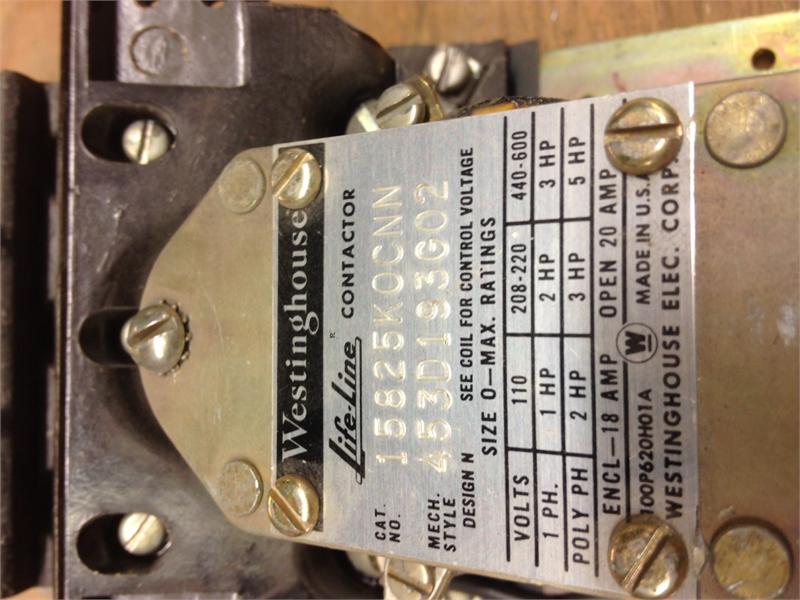 Westinghouse
Life-Line® CONTACTOR
CAT. NO. 15825KOCNN
MECH. STYLE 453D193G02
DESIGN N SEE COIL FOR CONTROL VOLTAGE
SIZE O–MAX. RATINGS
VOLTS 110 208-220 440-600
1 PH. 1 HP 2 HP 3 HP
POLY PH 2 HP 3 HP 5 HP
ENCL–18 AMP OPEN 20 AMP
100P620H01A W MADE IN U.S.A.
WESTINGHOUSE ELEC. CORP.